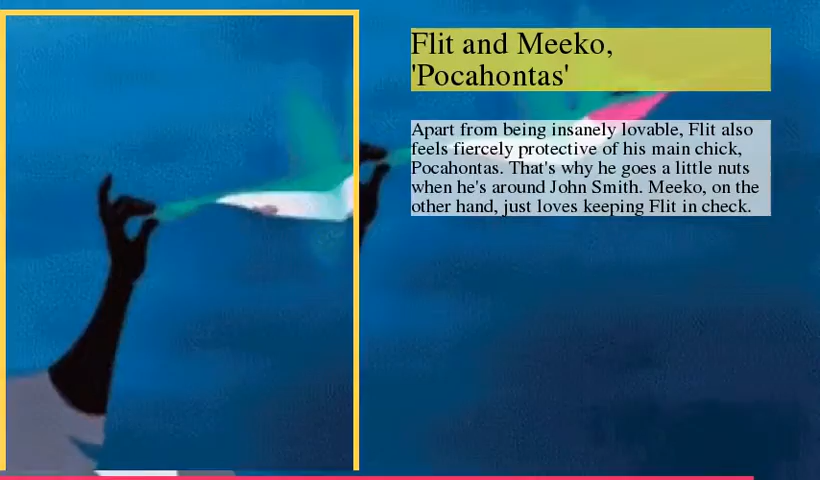 Flit and Meeko,
'Pocahontas'
Apart from being insanely lovable, Flit also
feels fiercely protective of his main chick,
Pocahontas. That's why he goes a little nuts
when he's around John Smith. Meeko, on the
other hand, just loves keeping Flit in check.